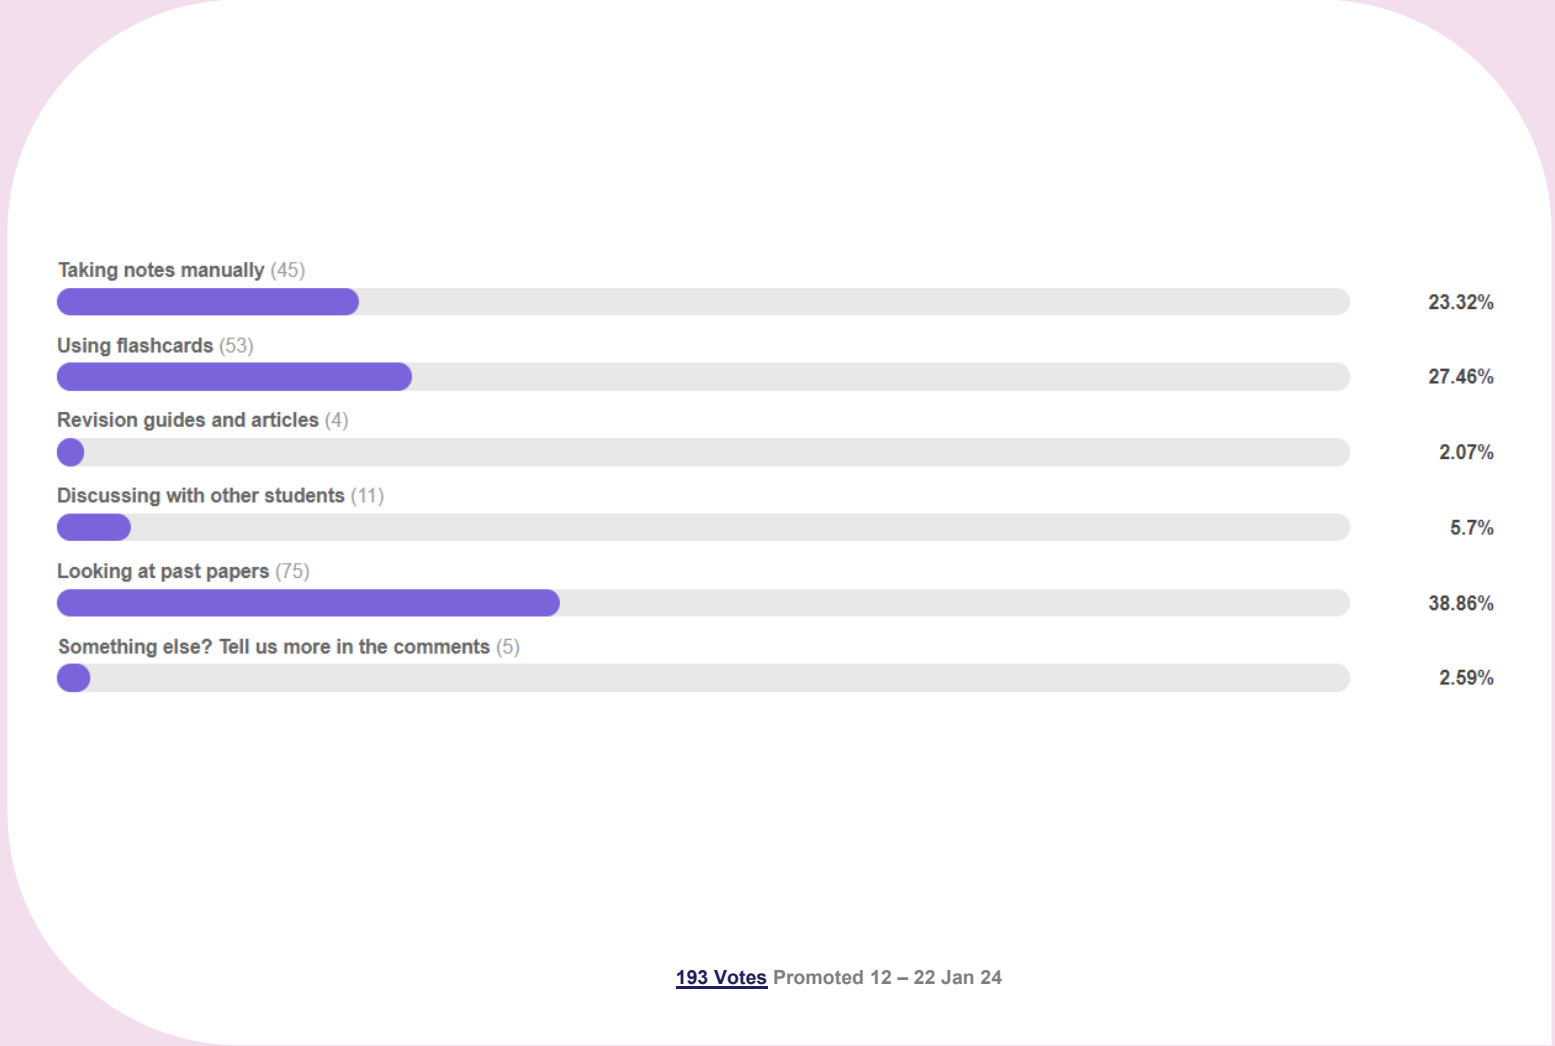 Taking notes manually (45)
23.32%
Using flashcards (53)
27.46%
Revision guides and articles (4)
2.07%
Discussing with other students (11)
5.7%
Looking at past papers (75)
38.86%
Something else? Tell us more in the comments (5)
2.59%
193 Votes Promoted 12 – 22 Jan 24